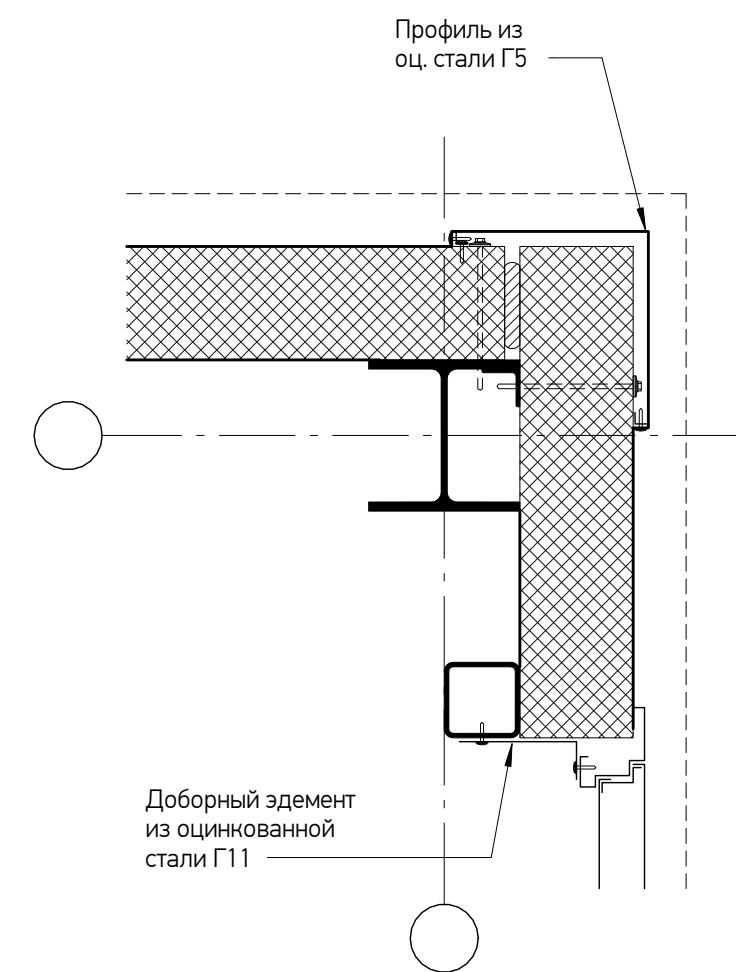 Профиль из
оц. стали Г5
Доборный эдемент
из оцинкованной
стали Г11